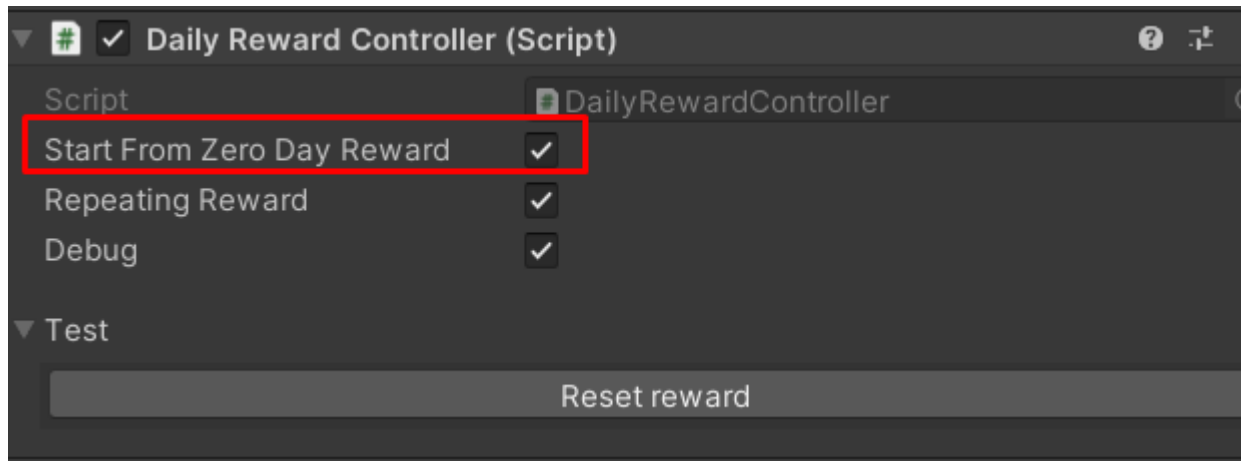 Daily Reward Controller (Script)
Script DailyRewardController
Start From Zero Day Reward
Repeating Reward
Debug
Test
Reset reward